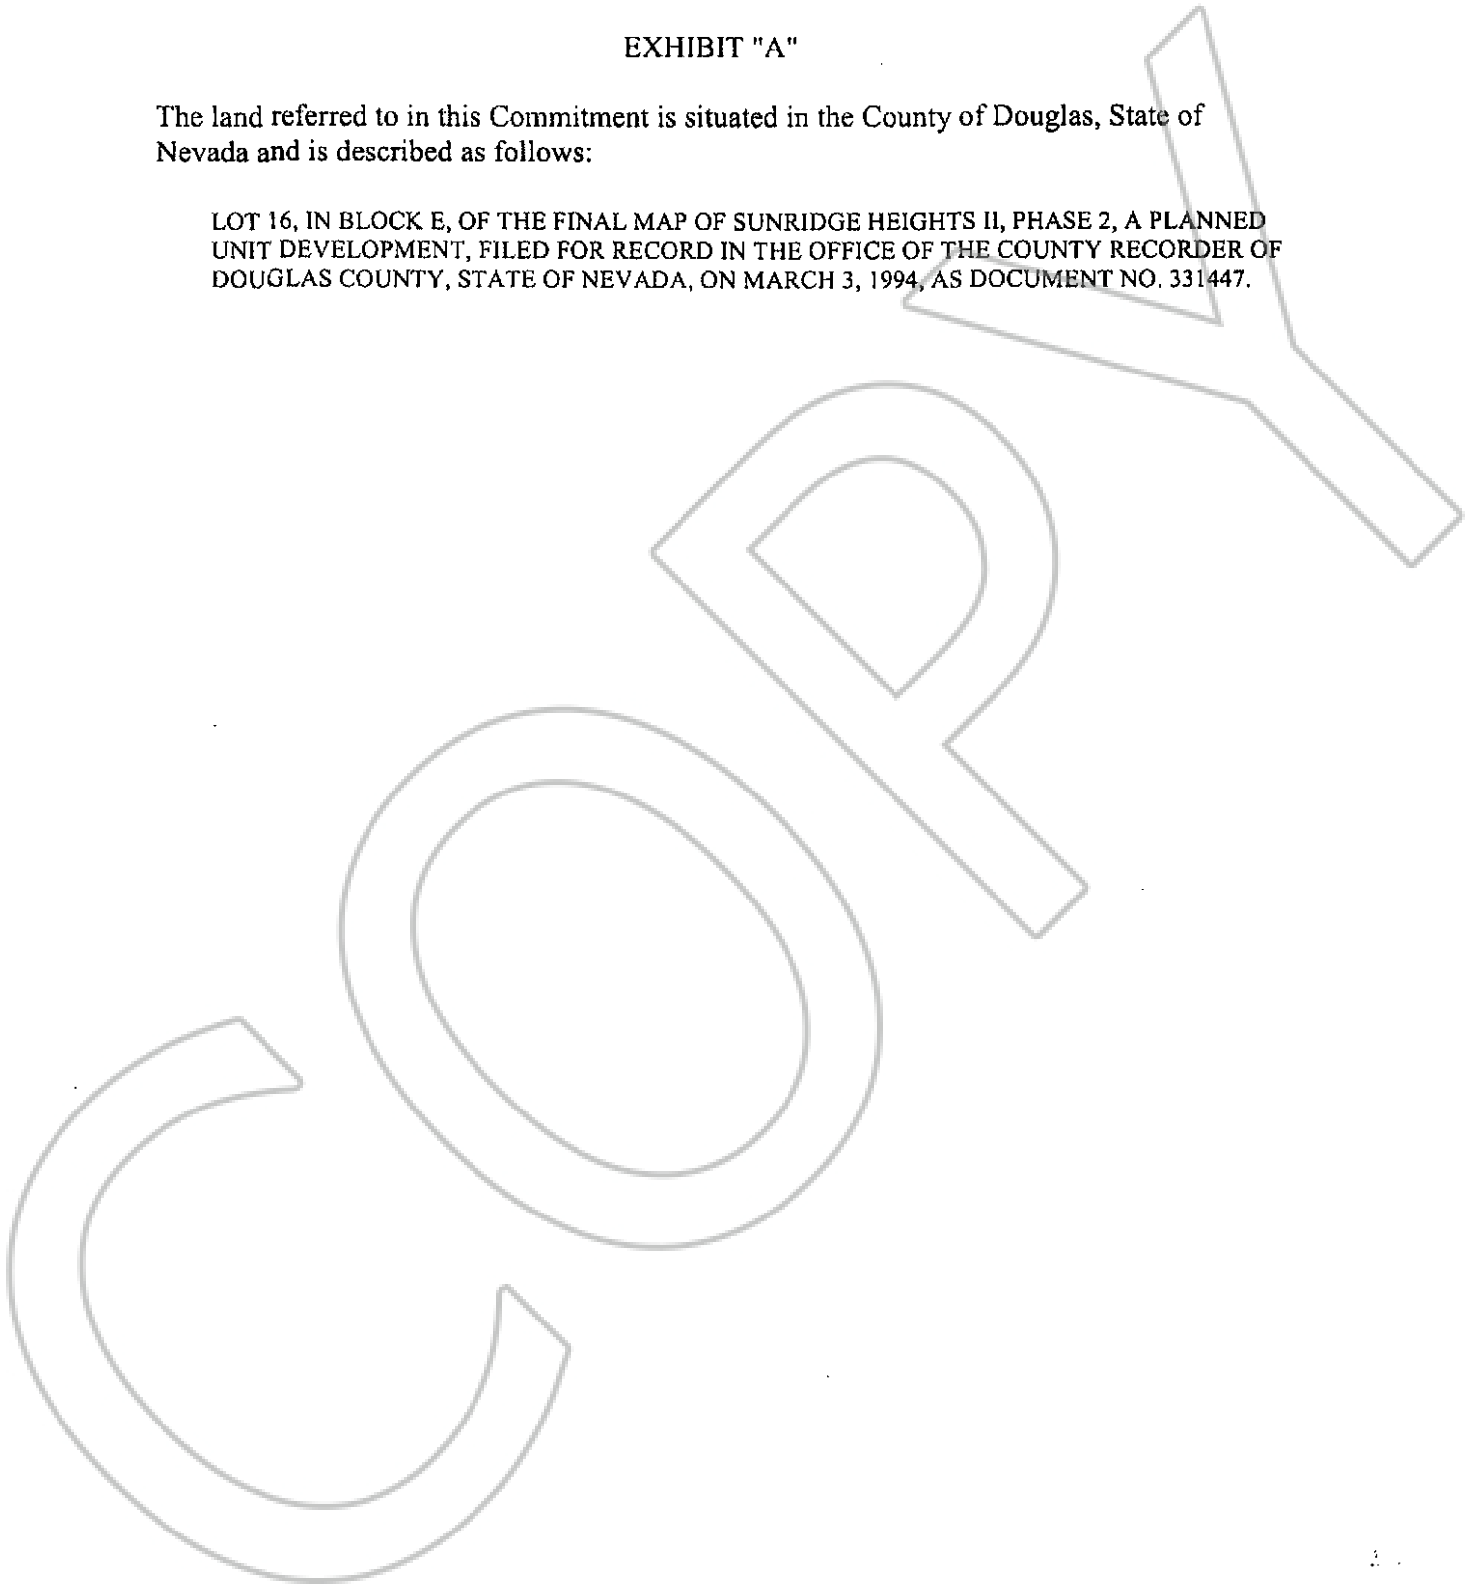 EXHIBIT "A"
The land referred to in this Commitment is situated in the County of Douglas, State of
Nevada and is described as follows:
LOT 16, IN BLOCK E, OF THE FINAL MAP OF SUNRIDGE HEIGHTS II, PHASE 2, A PLANNED
UNIT DEVELOPMENT, FILED FOR RECORD IN THE OFFICE OF THE COUNTY RECORDER OF
DOUGLAS COUNTY, STATE OF NEVADA, ON MARCH 3, 1994, AS DOCUMENT NO. 331447.
COPY